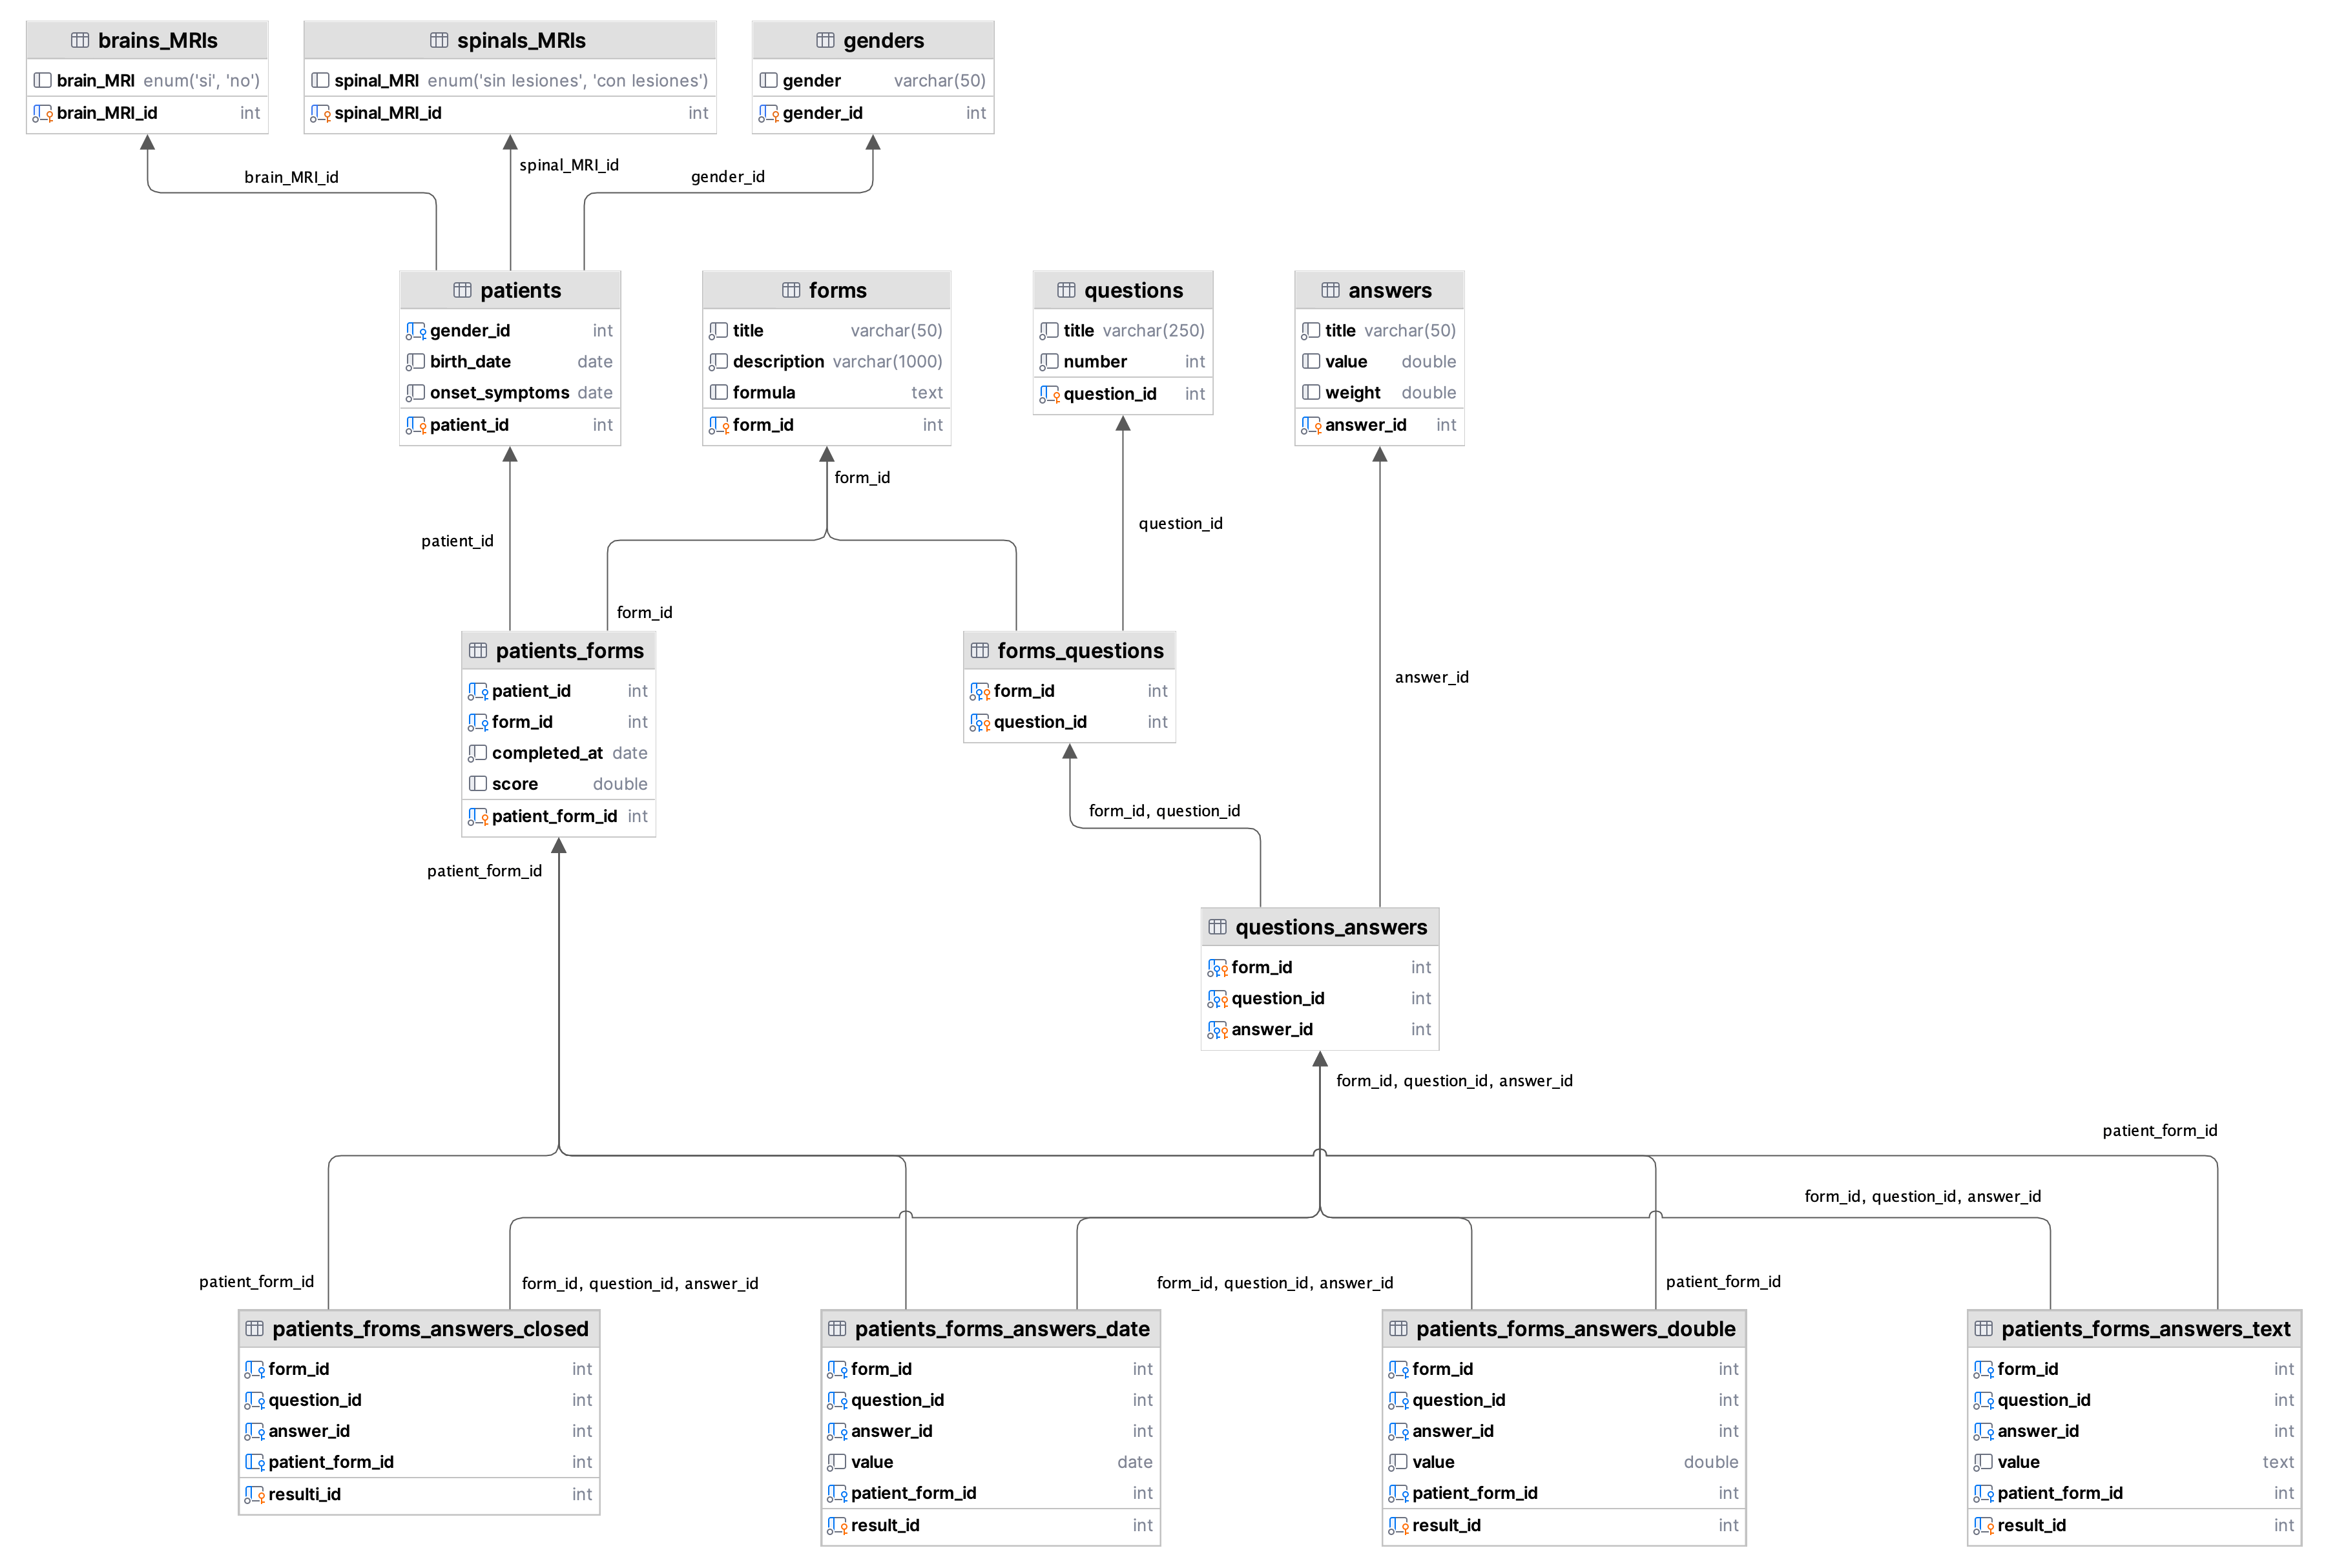 brains_MRIs
brain_MRI enum('si', 'no')
brain_MRI_id int
spinals_MRIs
spinal_MRI enum('sin lesiones', 'con lesiones')
spinal_MRI_id int
genders
gender varchar(50)
gender_id int
brain_MRI_id
spinal_MRI_id
gender_id
patients
gender_id int
birth_date date
onset_symptoms date
patient_id int
forms
title varchar(50)
description varchar(1000)
formula text
form_id int
questions
title varchar(250)
number int
question_id int
answers
title varchar(50)
value double
weight double
answer_id int
form_id
question_id
patient_id
form_id
answer_id
patients_forms
patient_id int
form_id int
completed_at date
score double
patient_form_id int
forms_questions
form_id int
question_id int
form_id, question_id
patient_form_id
questions_answers
form_id int
question_id int
answer_id int
form_id, question_id, answer_id
patient_form_id
form_id, question_id, answer_id
patient_form_id
form_id, question_id, answer_id
form_id, question_id, answer_id
patient_form_id
patients_froms_answers_closed
form_id int
question_id int
answer_id int
patient_form_id int
resulti_id int
patients_forms_answers_date
form_id int
question_id int
answer_id int
value date
patient_form_id int
result_id int
patients_forms_answers_double
form_id int
question_id int
answer_id int
value double
patient_form_id int
result_id int
patients_forms_answers_text
form_id int
question_id int
answer_id int
value text
patient_form_id int
result_id int